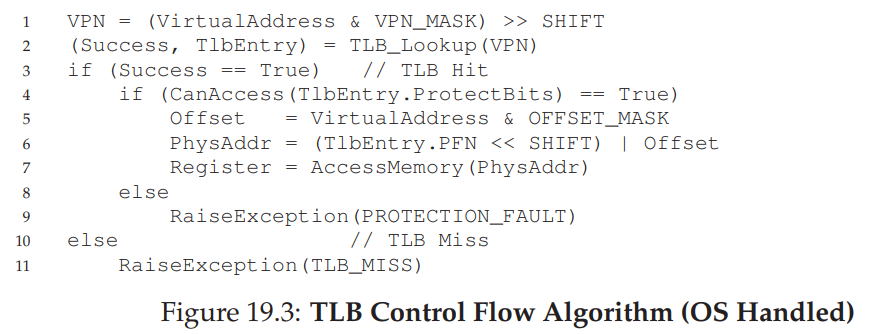 1 VPN = (VirtualAddress & VPN_MASK) >> SHIFT
2 (Success, TlbEntry) = TLB_Lookup(VPN)
3 if (Success == True) // TLB Hit
4 if (CanAccess(TlbEntry.ProtectBits) == True)
5 Offset = VirtualAddress & OFFSET_MASK
6 PhysAddr = (TlbEntry.PFN << SHIFT) | Offset
7 Register = AccessMemory(PhysAddr)
8 else
9 RaiseException(PROTECTION_FAULT)
10 else // TLB Miss
11 RaiseException(TLB_MISS)
Figure 19.3: TLB Control Flow Algorithm (OS Handled)